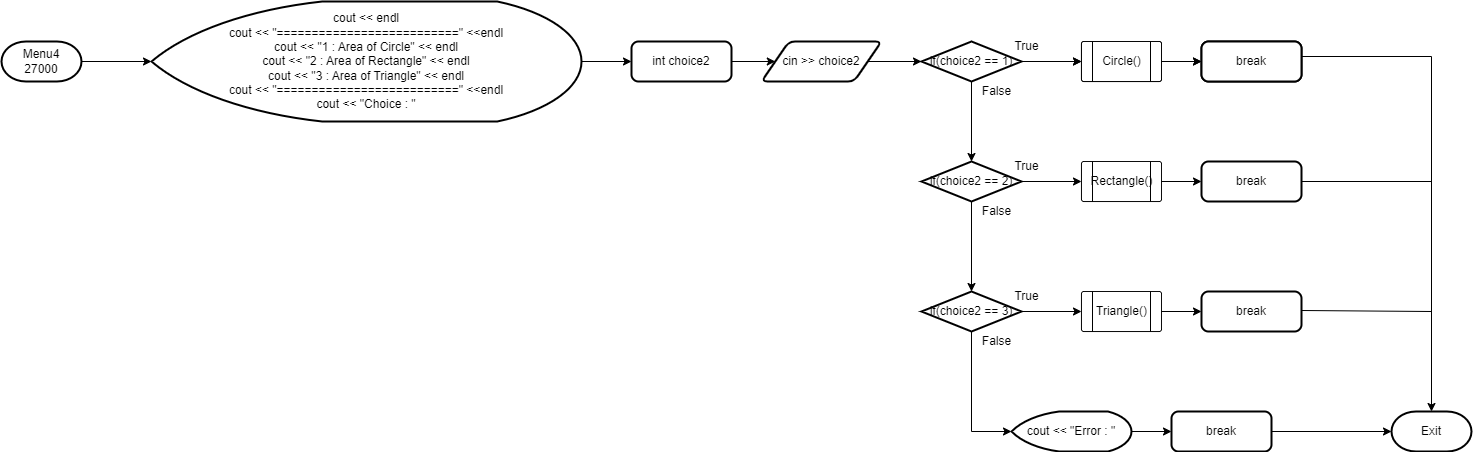 Menu4
27000
cout << endl
cout << "==========================" <<endl
cout << "1 : Area of Circle" << endl
cout << "2 : Area of Rectangle" << endl
cout << "3 : Area of Triangle" << endl
cout << "==========================" <<endl
cout << "Choice : "
int choice2
cin >> choice2
if(choice2 == 1)
True
False
Circle()
break
if(choice2 == 2)
True
False
Rectangle()
break
if(choice2 == 3)
True
False
Triangle()
break
cout << "Error : "
break
Exit